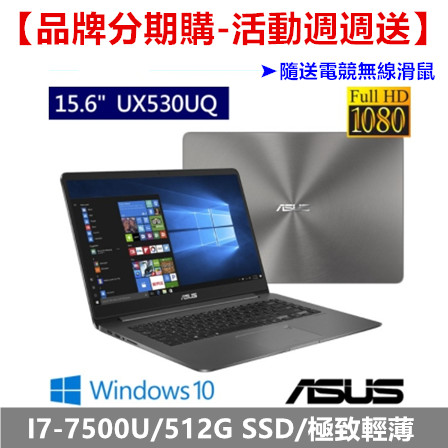 【品牌分期購-活動週週送】
➤隨送電競無線滑鼠
15.6" UX530UQ
Full HD
1080
ASUS
ASUS
Windows 10
ASUS
I7-7500U/512G SSD/極致輕薄